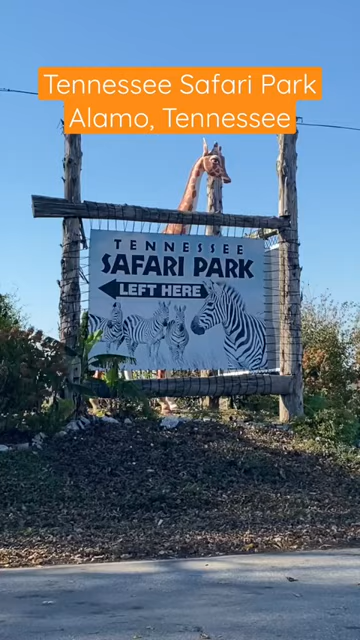 Tennessee Safari Park
Alamo, Tennessee
TENNESSEE
SAFARI PARK
LEFT HERE